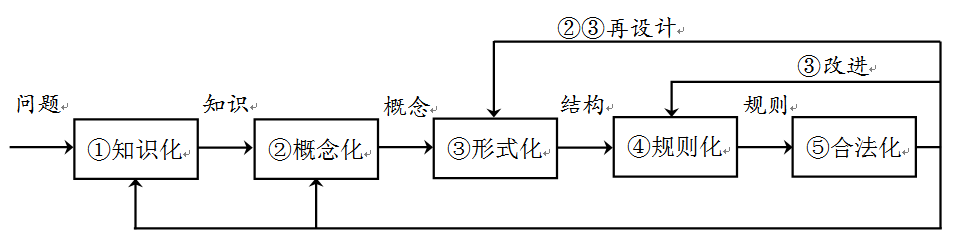 ②③再设计
③改进
问题
知识
概念
结构
规则
①知识化
②概念化
③形式化
④规则化
⑤合法化